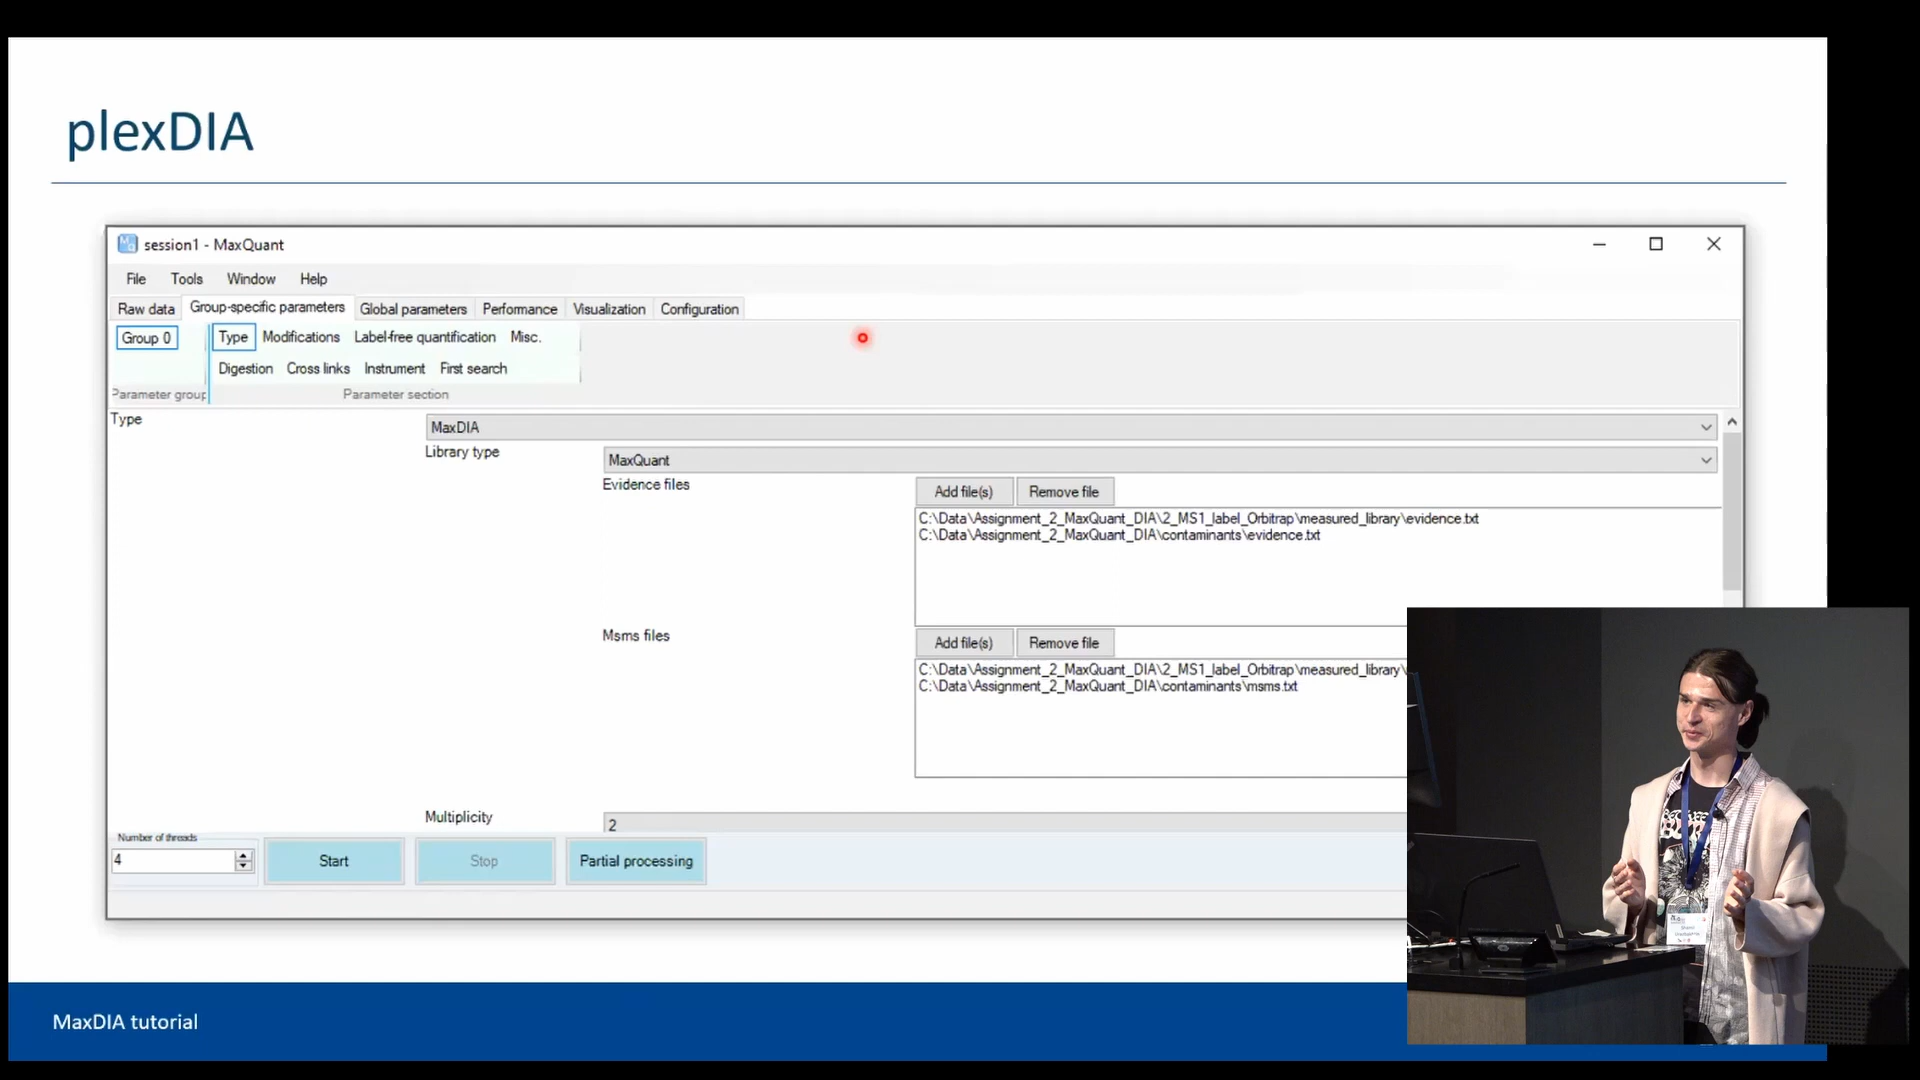 plexDIA
session1 - MaxQuant
File Tools Window Help
Raw data Group-specific parameters Global parameters Performance Visualization Configuration
Group 0 Type Modifications Label-free quantification Misc.
Digestion Cross links Instrument First search
Parameter group Parameter section
Type
MaxDIA
Library type
MaxQuant
Evidence files
Add file(s) Remove file
C:\Data\Assignment_2_MaxQuant_DIA\2_MS1_label_Orbitrap\measured_library\evidence.txt
C:\Data\Assignment_2_MaxQuant_DIA\contaminants\evidence.txt
Msms files
Add file(s) Remove file
C:\Data\Assignment_2_MaxQuant_DIA\2_MS1_label_Orbitrap\measured_library\
C:\Data\Assignment_2_MaxQuant_DIA\contaminants\msms.txt
Multiplicity
2
Number of threads
4
Start Stop Partial processing
MaxDIA tutorial